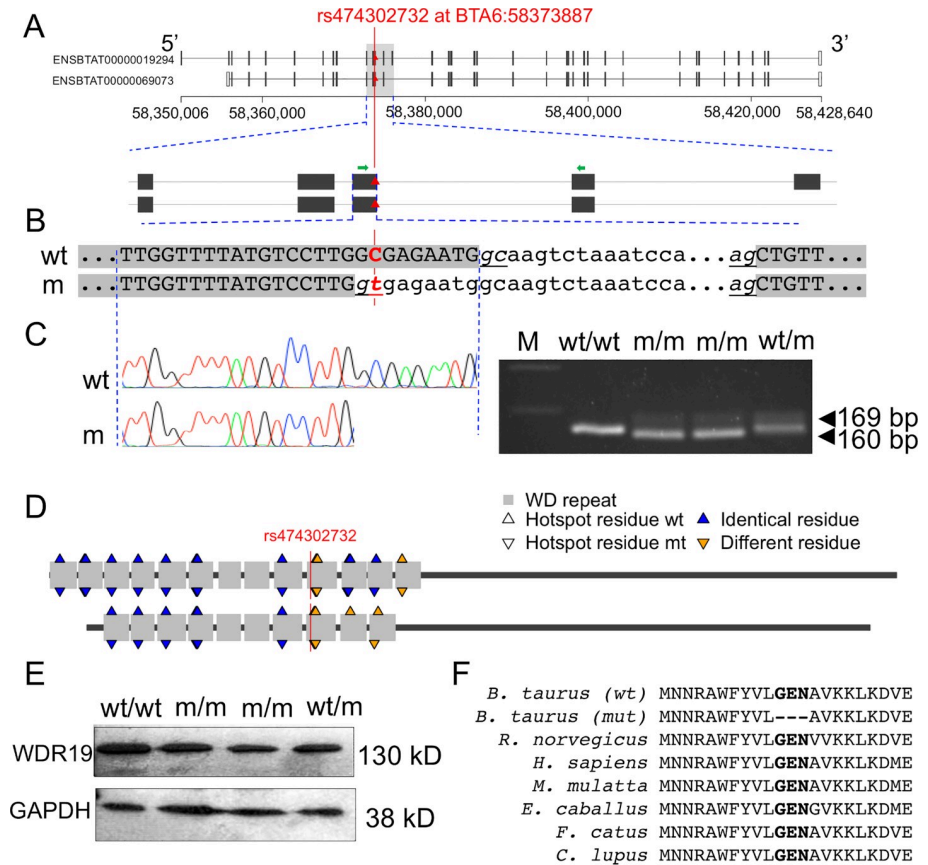 rs474302732 at BTA6:58373887
A
5’
3’
ENSBTAT00000019294
ENSBTAT00000069073
58,350,006 58,360,000 58,380,000 58,400,000 58,420,000 58,428,640
B
wt ...TTGGTTTTATGTCCTTGGCGAGAATGgcaagtctaaatcca...agCTGTT...
m ...TTGGTTTTATGTCCTTGgtgagaatggcaagtctaaatcca...agCTGTT...
C
wt
m
M wt/wt m/m m/m wt/m
169 bp
160 bp
D
WD repeat
Hotspot residue wt Identical residue
Hotspot residue mt Different residue
rs474302732
E
wt/wt m/m m/m wt/m
WDR19 130 kD
GAPDH 38 kD
F
B. taurus (wt) MNNRAWFYVLGENAVKKLKDVE
B. taurus (mut) MNNRAWFYVL---AVKKLKDVE
R. norvegicus MNNRAWFYVLGENVVKKLKDVE
H. sapiens MNNRAWFYVLGENAVKKLKDME
M. mulatta MNNRAWFYVLGENAVKKLKDME
E. caballus MNNRAWFYVLGENGVKKLKDME
F. catus MNNRAWFYVLGENAVKKLKDVE
C. lupus MNNRAWFYVLGENAVKKLKDVE